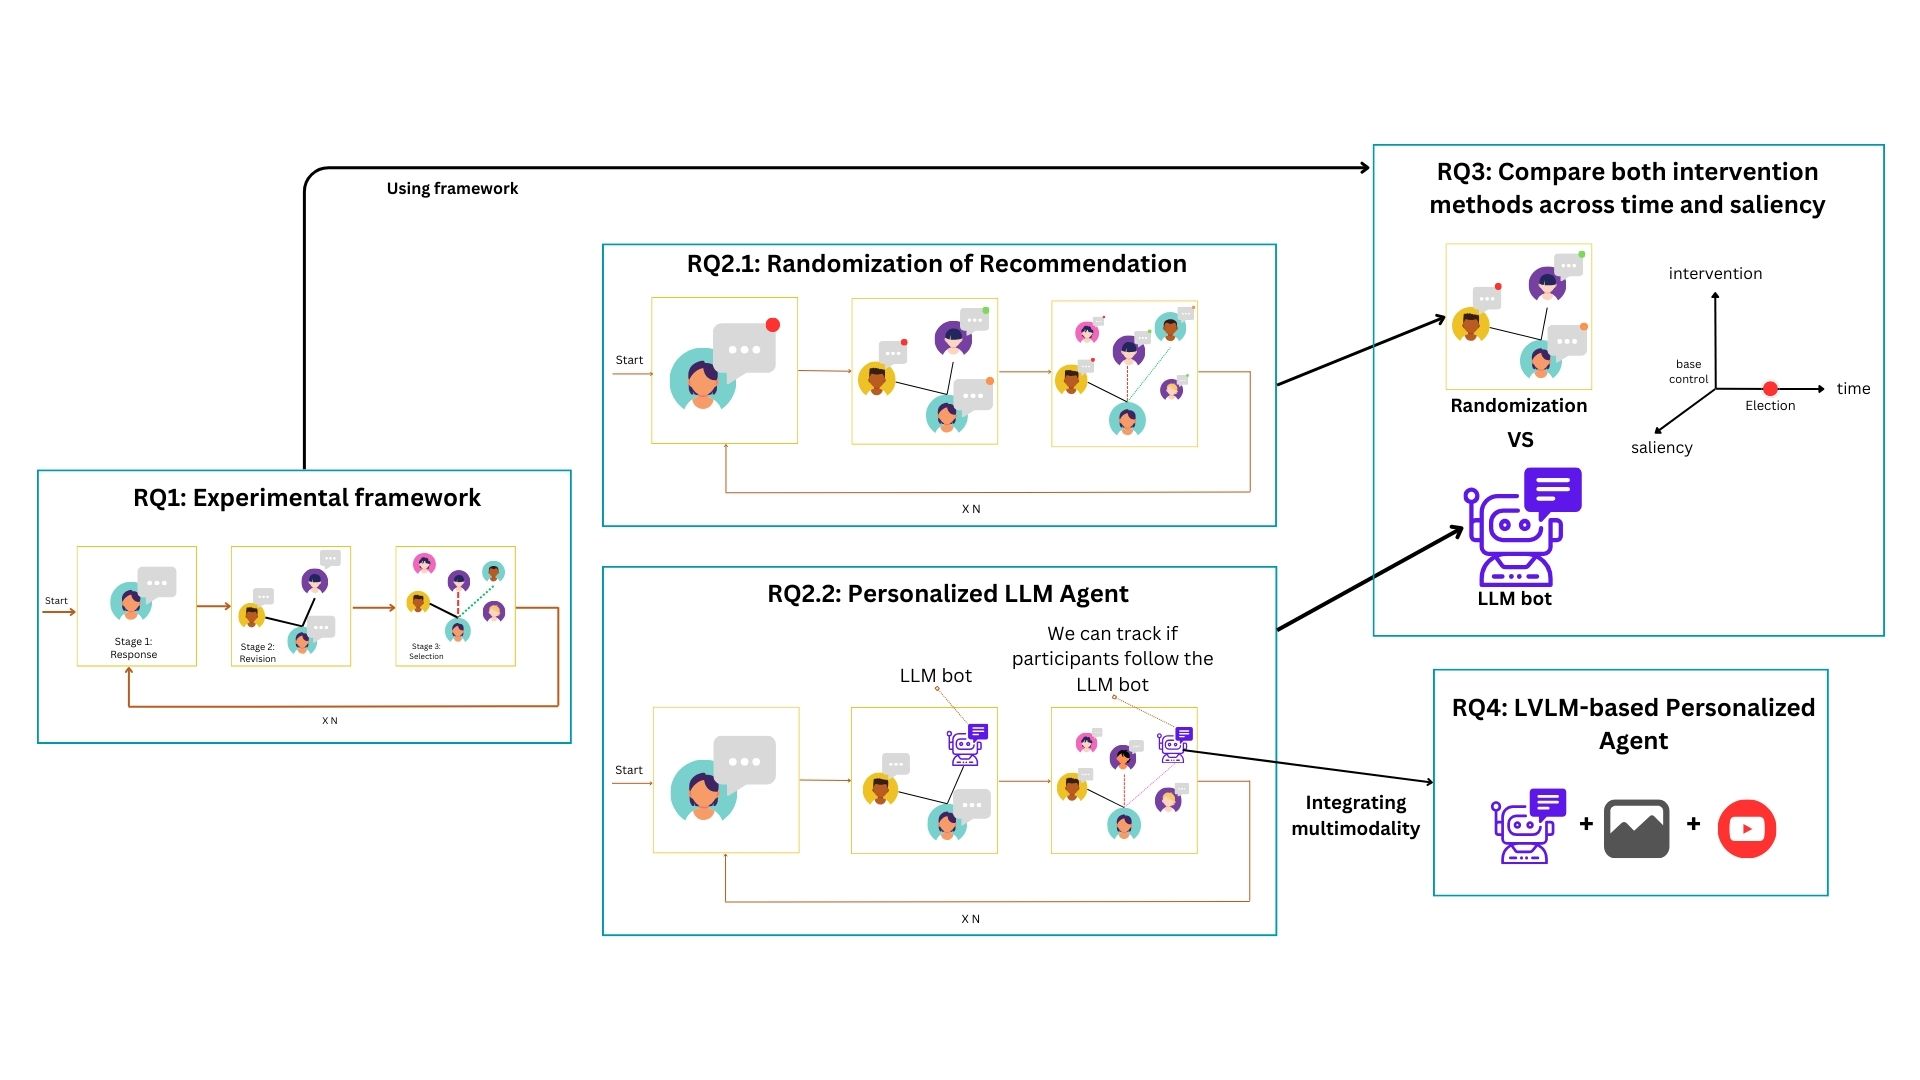 Using framework
RQ1: Experimental framework
Start
Stage 1:
Response
Stage 2:
Revision
Stage 3:
Selection
X N
RQ2.1: Randomization of Recommendation
Start
X N
RQ2.2: Personalized LLM Agent
We can track if
participants follow the
LLM bot
LLM bot
Start
X N
RQ3: Compare both intervention
methods across time and saliency
intervention
base
control
time
Election
saliency
Randomization
VS
LLM bot
Integrating
multimodality
RQ4: LVLM-based Personalized
Agent
+
+